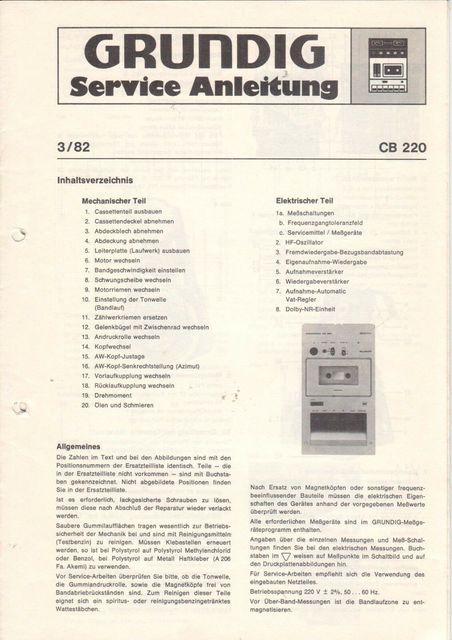 GRUNDIG
Service Anleitung
3/82
CB 220
Inhaltsverzeichnis
Mechanischer Teil
1. Cassettenteil ausbauen
2. Cassettendeckel abnehmen
3. Abdeckblech abnehmen
4. Abdeckung abnehmen
5. Leiterplatte (Laufwerk) ausbauen
6. Motor wechseln
7. Bandgeschwindigkeit einstellen
8. Schwungscheibe wechseln
9. Motorriemen wechseln
10. Einstellung der Tonwelle
(Bandlauf)
11. Zählwerkriemen ersetzen
12. Gelenkbügel mit Zwischenrad wechseln
13. Andruckrolle wechseln
14. Kopfwechsel
15. AW-Kopf-Justage
16. AW-Kopf-Senkrechtstellung (Azimut)
17. Vorlaufkupplung wechseln
18. Rücklaufkupplung wechseln
19. Drehmoment
20. Ölen und Schmieren
Elektrischer Teil
1a. Meßschaltungen
b. Frequenzgangtoleranzfeld
c. Servicemittel / Meßgeräte
2. HF-Oszillator
3. Fremdwiedergabe-Bezugsbandabtastung
4. Eigenaufnahme-Wiedergabe
5. Aufnahmeverstärker
6. Wiedergabeverstärker
7. Aufnahme-Automatic
Vat-Regler
8. Dolby-NR-Einheit
Allgemeines
Die Zahlen im Text und bei den Abbildungen sind mit den
Positionsnummern der Ersatzteilliste identisch. Teile – die
in der Ersatzteilliste nicht vorkommen – sind mit Buchsta-
ben gekennzeichnet. Nicht abgebildete Positionen finden
Sie in der Ersatzteilliste.
Ist es erforderlich, lackgesicherte Schrauben zu lösen,
müssen diese nach Abschluß der Reparatur wieder verlackt
werden.
Saubere Gummilaufflächen tragen wesentlich zur Betriebs-
sicherheit der Mechanik bei und sind mit Reinigungsmitteln
(Testbenzin) zu reinigen. Müssen Klebestellen erneuert
werden, so ist bei Polystyrol auf Polystyrol Methylenchlorid
oder Benzol, bei Polystyrol auf Metall Haftkleber (A 206
Fa. Akemi) zu verwenden.
Vor Service-Arbeiten überprüfen Sie bitte, ob die Tonwelle,
die Gummiandruckrolle, sowie die Magnetköpfe frei von
Bandabriebrückständen sind. Zum Reinigen dieser Teile
eignet sich ein spiritus- oder reinigungsbenzingetränktes
Wattestäbchen.
Nach Ersatz von Magnetköpfen oder sonstiger frequenz-
beeinflussender Bauteile müssen die elektrischen Eigen-
schaften des Gerätes anhand der vorgegebenen Meßwerte
überprüft werden.
Alle erforderlichen Meßgeräte sind im GRUNDIG-Meßge-
räteprogramm enthalten.
Angaben über die einzelnen Messungen und Meß-Schal-
tungen finden Sie bei den elektrischen Messungen. Buch-
staben im ▽ weisen auf Meßpunkte im Schaltbild und auf
den Druckplattenabbildungen hin.
Für Service-Arbeiten empfiehlt sich die Verwendung des
eingebauten Netzteiles.
Betriebsspannung 220 V ± 2%, 50 . . . 60 Hz.
Vor Über-Band-Messungen ist die Bandlaufzone zu ent-
magnetisieren.